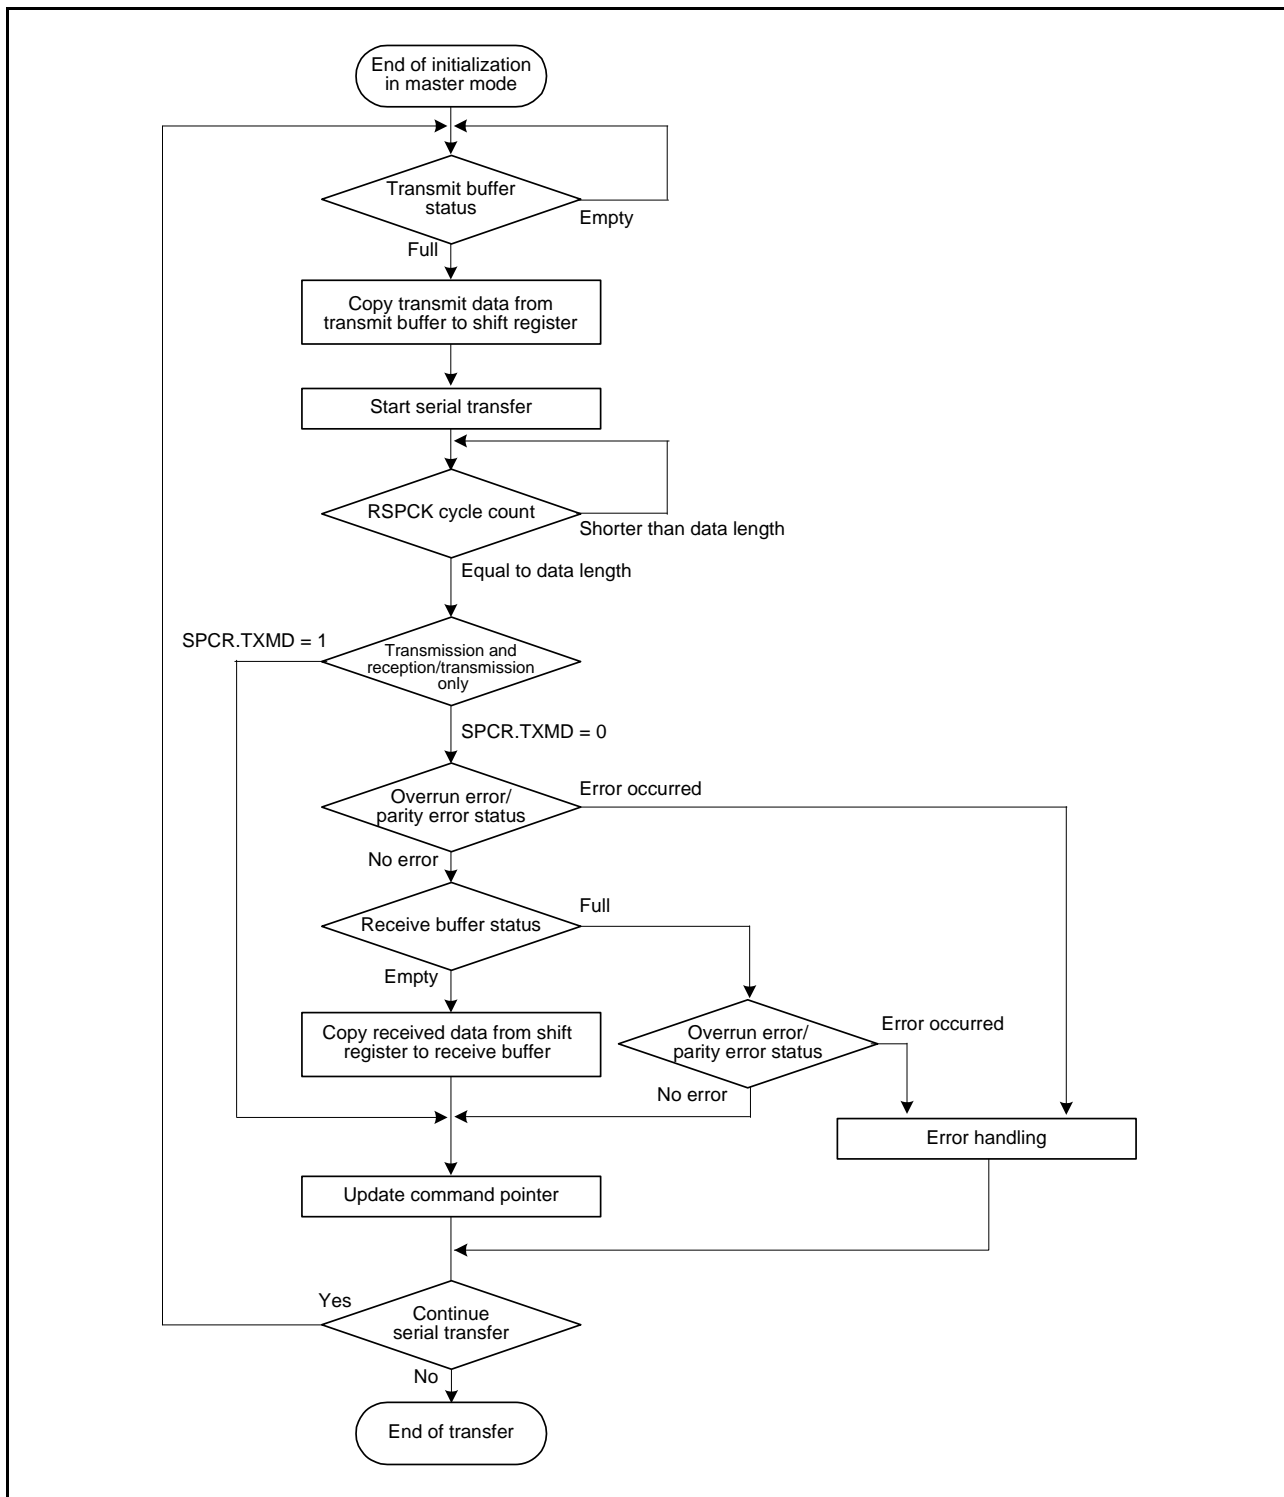 End of initialization
in master mode
Transmit buffer
status
Empty
Full
Copy transmit data from
transmit buffer to shift register
Start serial transfer
RSPCK cycle count
Shorter than data length
Equal to data length
SPCR.TXMD = 1
Transmission and
reception/transmission
only
SPCR.TXMD = 0
Overrun error/
parity error status
Error occurred
No error
Receive buffer status
Full
Empty
Copy received data from shift
register to receive buffer
Overrun error/
parity error status
Error occurred
No error
Error handling
Update command pointer
Yes
Continue
serial transfer
No
End of transfer